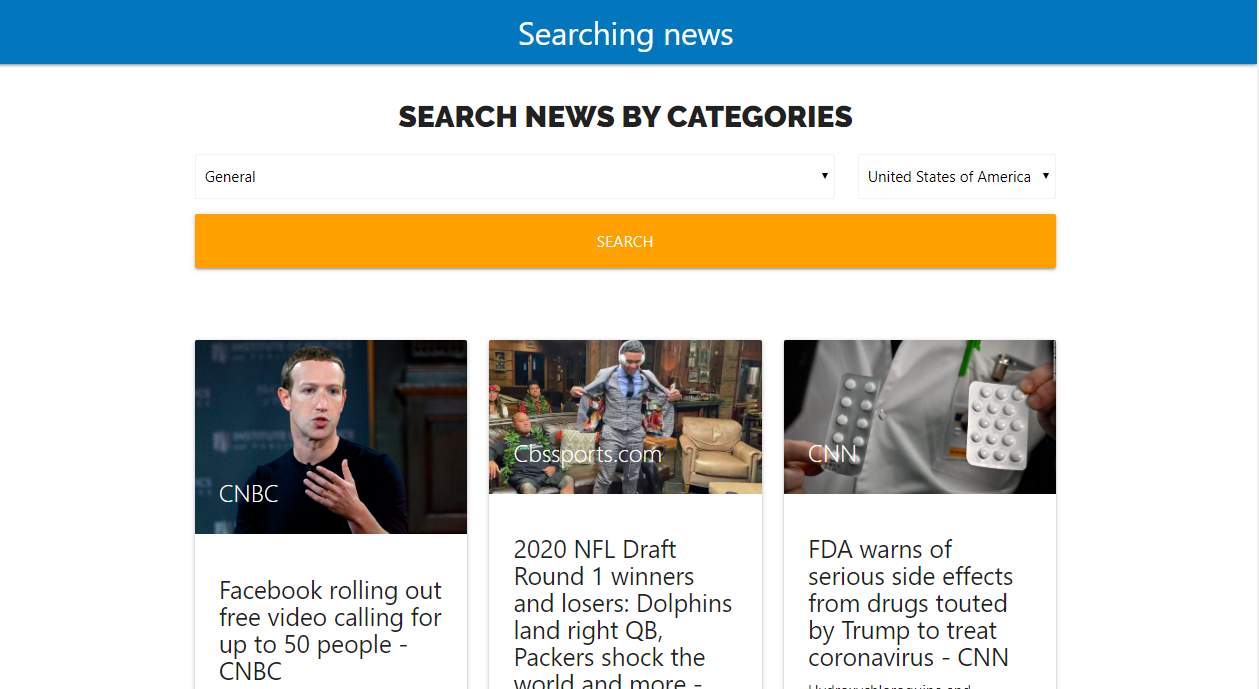 Searching news
SEARCH NEWS BY CATEGORIES
General
United States of America
SEARCH
CNBC
Facebook rolling out
free video calling for
up to 50 people -
CNBC
Cbssports.com
2020 NFL Draft
Round 1 winners
and losers: Dolphins
land right QB,
Packers shock the
world and more -
CNN
FDA warns of
serious side effects
from drugs touted
by Trump to treat
coronavirus - CNN
Hydroxychloroquine and